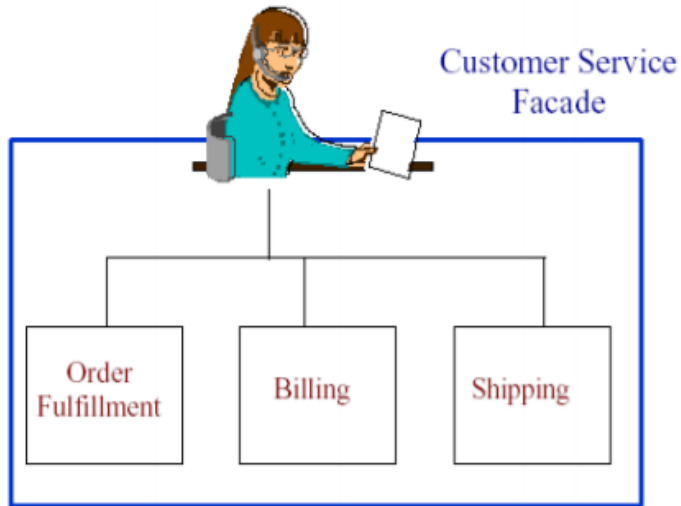 Customer Service
Facade
Order
Fulfillment
Billing
Shipping